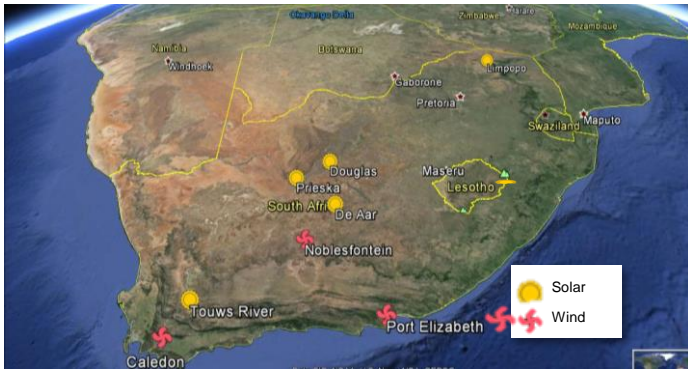 Okavango Delta
Zimbabwe
Harare
Mozambique
Namibia
Windhoek
Botswana
Gaborone
Limpopo
Pretoria
Swaziland
Maputo
Douglas
Prieska
Maseru
Lesotho
South Afri
De Aar
Noblesfontein
Solar
Touws River
Port Elizabeth
Wind
Caledon